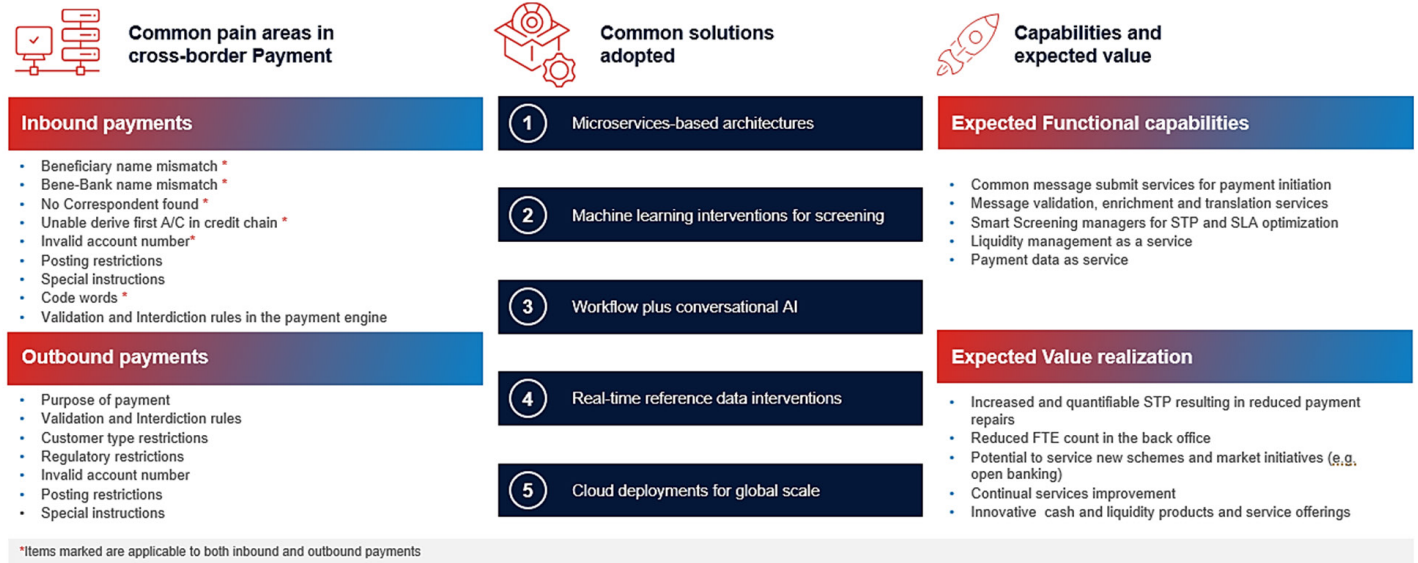 Common pain areas in
cross-border Payment
Inbound payments
• Beneficiary name mismatch *
• Bene-Bank name mismatch *
• No Correspondent found *
• Unable derive first A/C in credit chain *
• Invalid account number*
• Posting restrictions
• Special instructions
• Code words *
• Validation and Interdiction rules in the payment engine
Outbound payments
• Purpose of payment
• Validation and Interdiction rules
• Customer type restrictions
• Regulatory restrictions
• Invalid account number
• Posting restrictions
• Special instructions
Common solutions
adopted
1 Microservices-based architectures
2 Machine learning interventions for screening
3 Workflow plus conversational AI
4 Real-time reference data interventions
5 Cloud deployments for global scale
Capabilities and
expected value
Expected Functional capabilities
• Common message submit services for payment initiation
• Message validation, enrichment and translation services
• Smart Screening managers for STP and SLA optimization
• Liquidity management as a service
• Payment data as service
Expected Value realization
• Increased and quantifiable STP resulting in reduced payment
repairs
• Reduced FTE count in the back office
• Potential to service new schemes and market initiatives (e.g.
open banking)
• Continual services improvement
• Innovative cash and liquidity products and service offerings
*Items marked are applicable to both inbound and outbound payments